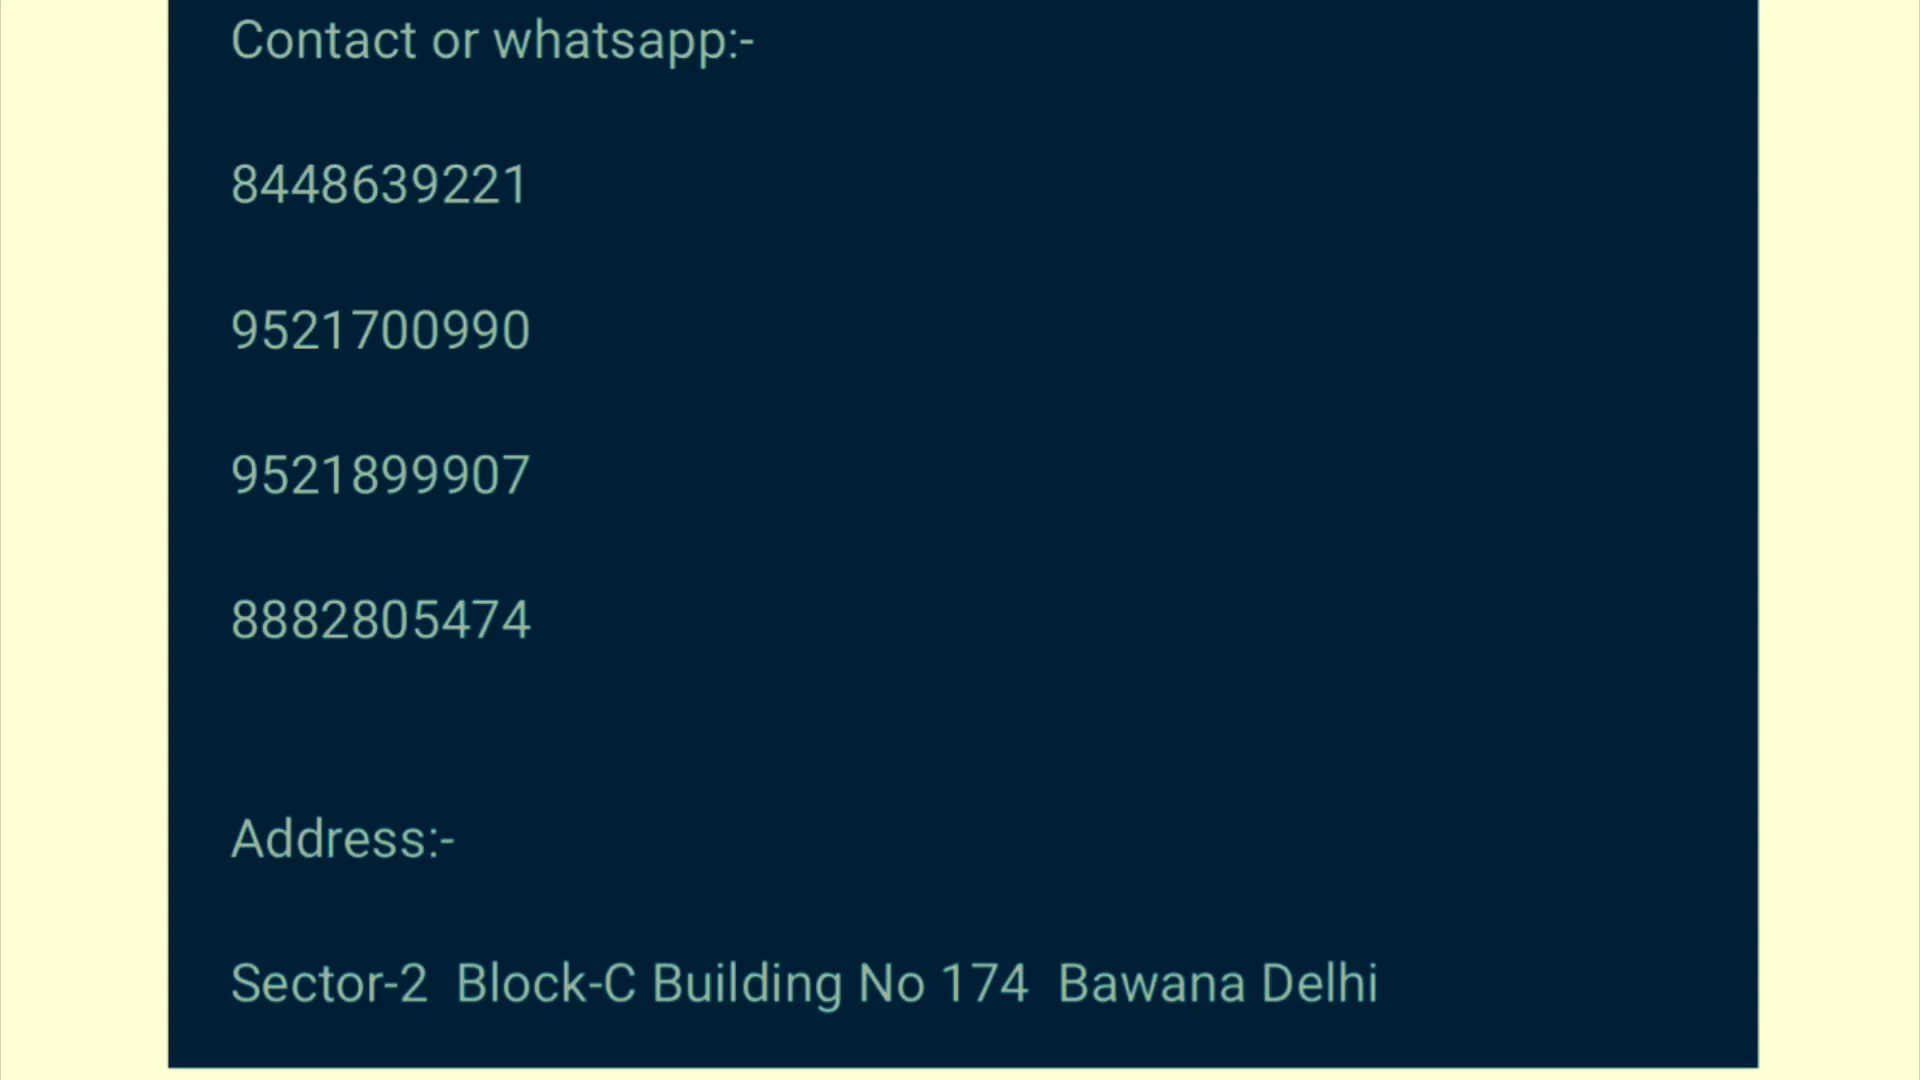 Contact or whatsapp:-
8448639221
9521700990
9521899907
8882805474
Address:-
Sector-2  Block-C Building No 174  Bawana Delhi